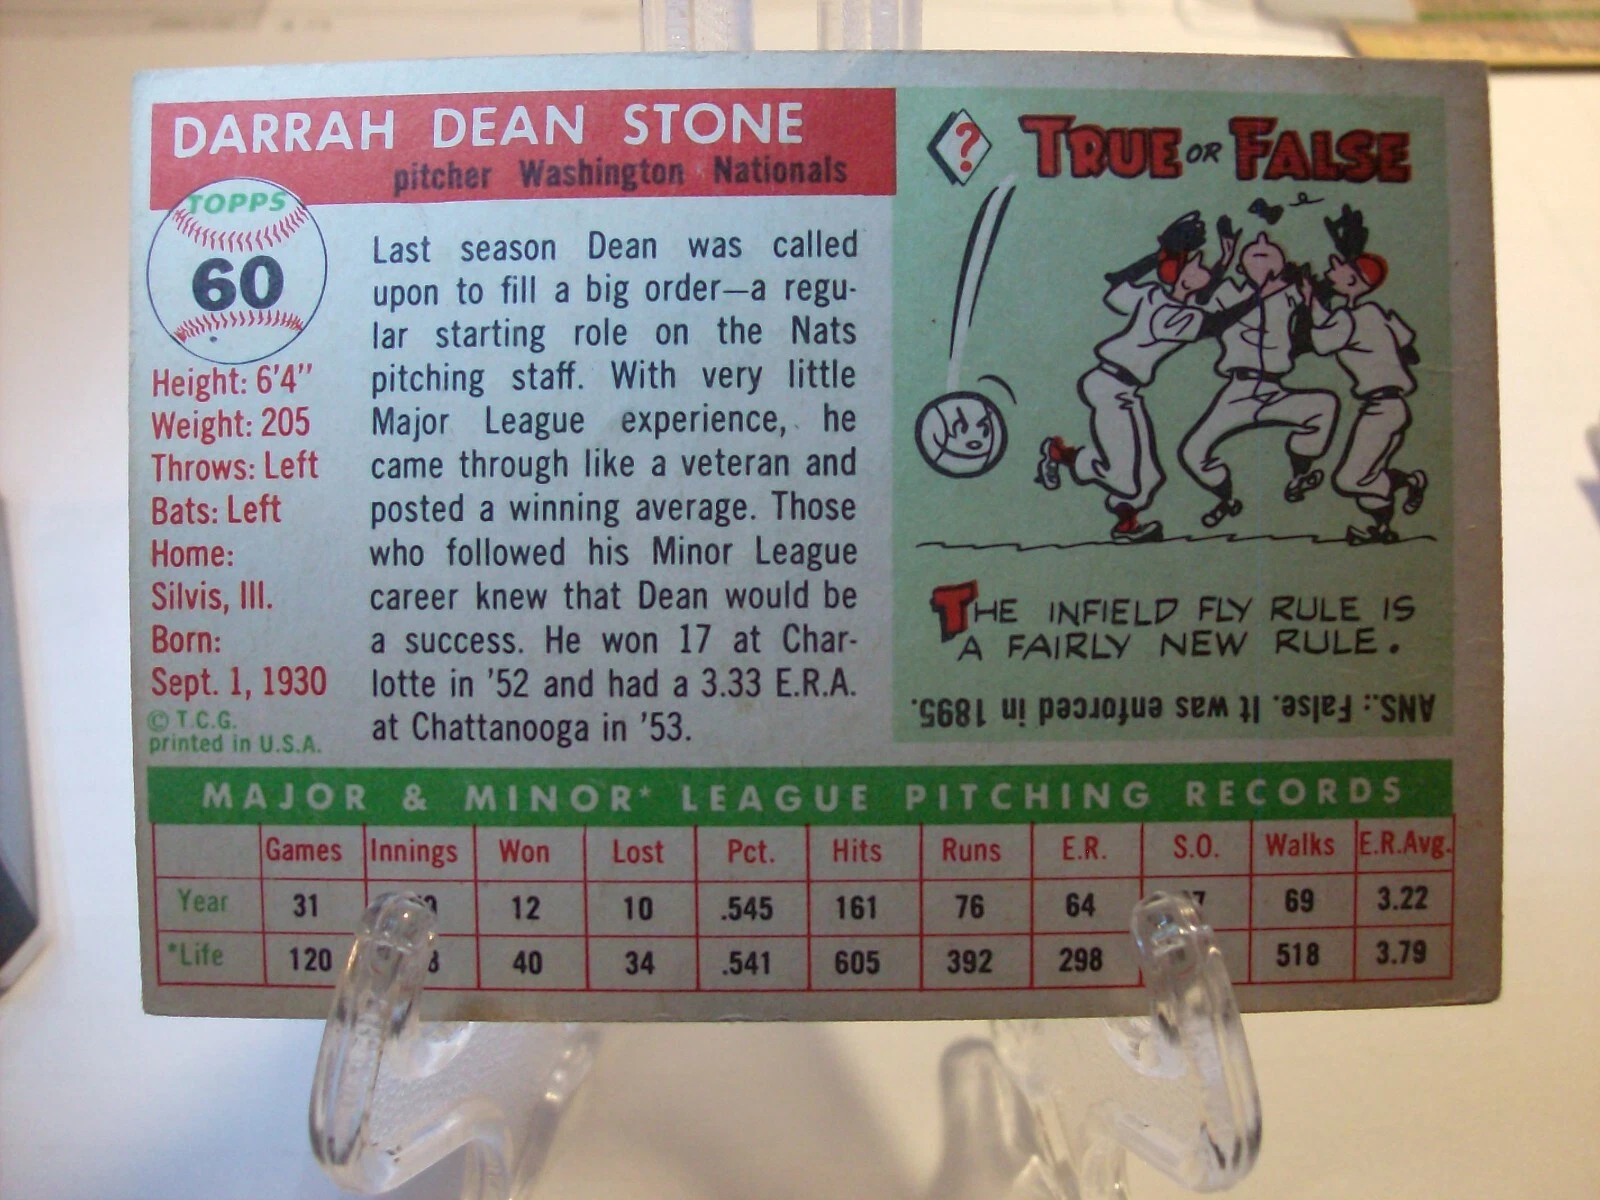 DARRAH DEAN STONE
pitcher Washington Nationals
TOPPS
60
Height: 6'4"
Weight: 205
Throws: Left
Bats: Left
Home:
Silvis, Ill.
Born:
Sept. 1, 1930
© T.C.G.
printed in U.S.A.
Last season Dean was called
upon to fill a big order—a regu-
lar starting role on the Nats
pitching staff. With very little
Major League experience, he
came through like a veteran and
posted a winning average. Those
who followed his Minor League
career knew that Dean would be
a success. He won 17 at Char-
lotte in '52 and had a 3.33 E.R.A.
at Chattanooga in '53.
?
TRUE OR FALSE
THE INFIELD FLY RULE IS
A FAIRLY NEW RULE.
ANS.: False. It was enforced in 1895.
MAJOR & MINOR* LEAGUE PITCHING RECORDS
Games Innings Won Lost Pct. Hits Runs E.R. S.O. Walks E.R.Avg.
Year 31 12 10 .545 161 76 64 69 3.22
*Life 120 40 34 .541 605 392 298 518 3.79